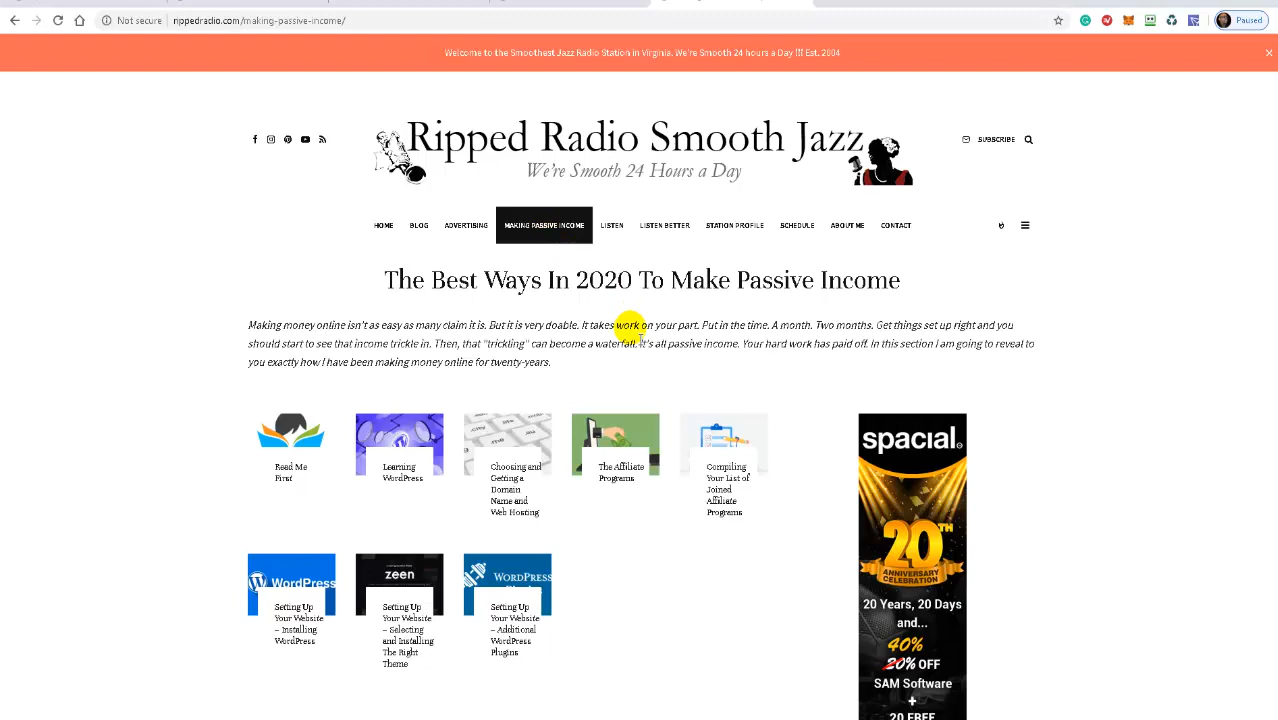 Not secure rippedradio.com/making-passive-income/ Paused
Welcome to the Smoothest Jazz Radio Station in Virginia. We're Smooth 24 hours a Day !!! Est. 2004
Ripped Radio Smooth Jazz
We're Smooth 24 Hours a Day
SUBSCRIBE
HOME BLOG ADVERTISING MAKING PASSIVE INCOME LISTEN LISTEN BETTER STATION PROFILE SCHEDULE ABOUT ME CONTACT
The Best Ways In 2020 To Make Passive Income
Making money online isn't as easy as many claim it is. But it is very doable. It takes work on your part. Put in the time. A month. Two months. Get things set up right and you
should start to see that income trickle in. Then, that "trickling" can become a waterfall. It's all passive income. Your hard work has paid off. In this section I am going to reveal to
you exactly how I have been making money online for twenty-years.
Read Me
First
Learning
WordPress
Choosing and
Getting a
Domain
Name and
Web Hosting
The Affiliate
Programs
Compiling
Your List of
Joined
Affiliate
Programs
WordPress
Setting Up
Your Website
– Installing
WordPress
zeen
Setting Up
Your Website
– Selecting
and Installing
The Right
Theme
WORDPRESS
Setting Up
Your Website
– Additional
WordPress
Plugins
spacial
20TH
ANNIVERSARY
CELEBRATION
20 Years, 20 Days
and...
40%
20% OFF
SAM Software
+
20 FREE